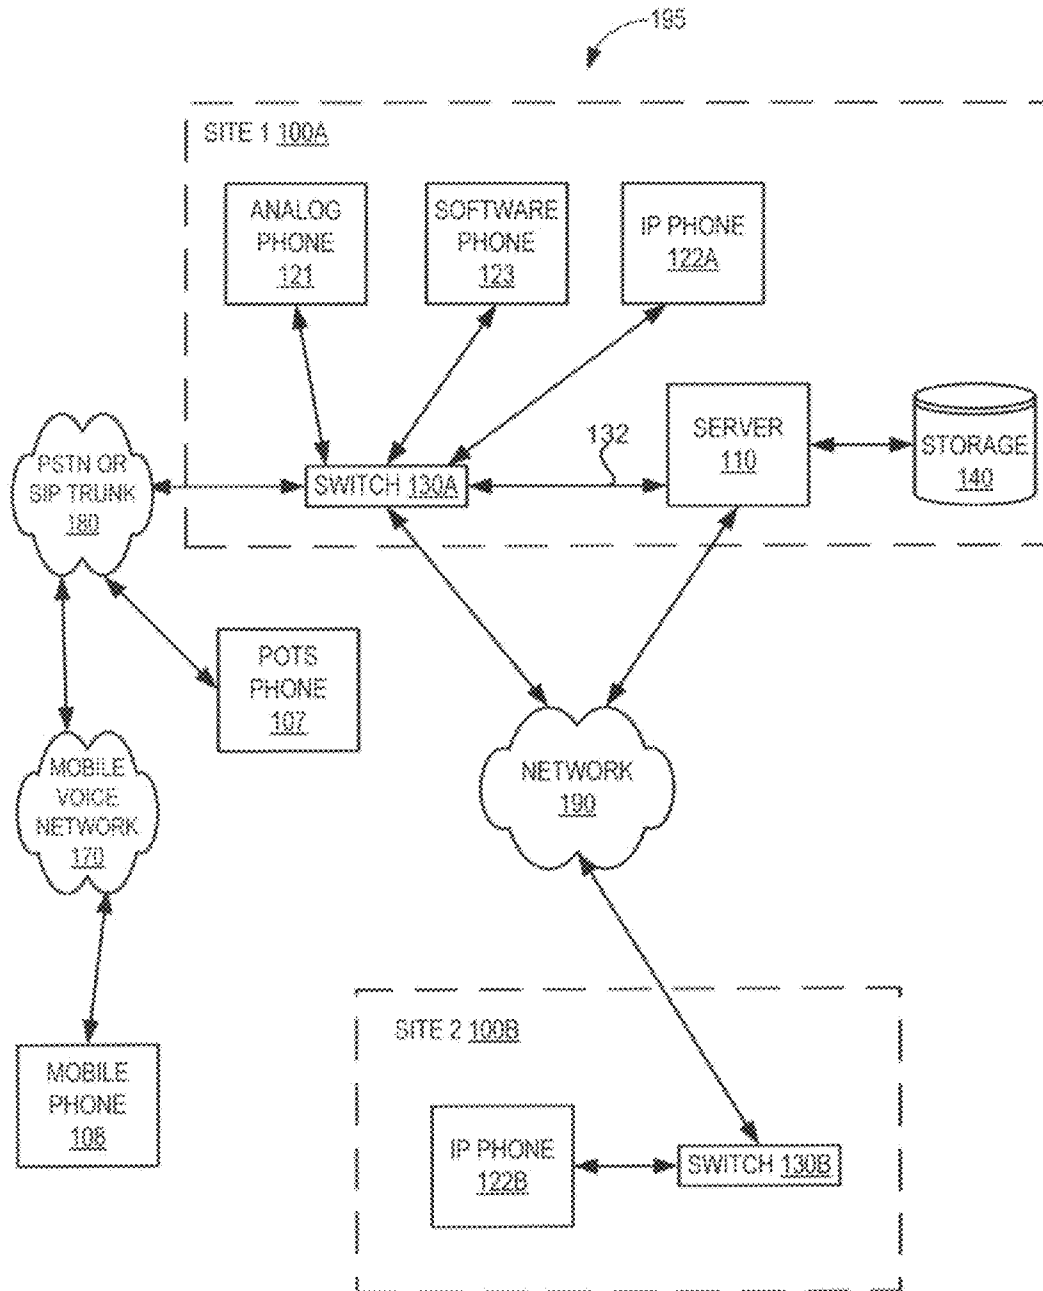 195
SITE 1 100A
ANALOG
PHONE
121
SOFTWARE
PHONE
123
IP PHONE
122A
PSTN OR
SIP TRUNK
180
SWITCH 130A
132
SERVER
110
STORAGE
140
POTS
PHONE
107
MOBILE
VOICE
NETWORK
170
NETWORK
190
MOBILE
PHONE
SITE 2 100B
IP PHONE
122B
SWITCH 130B